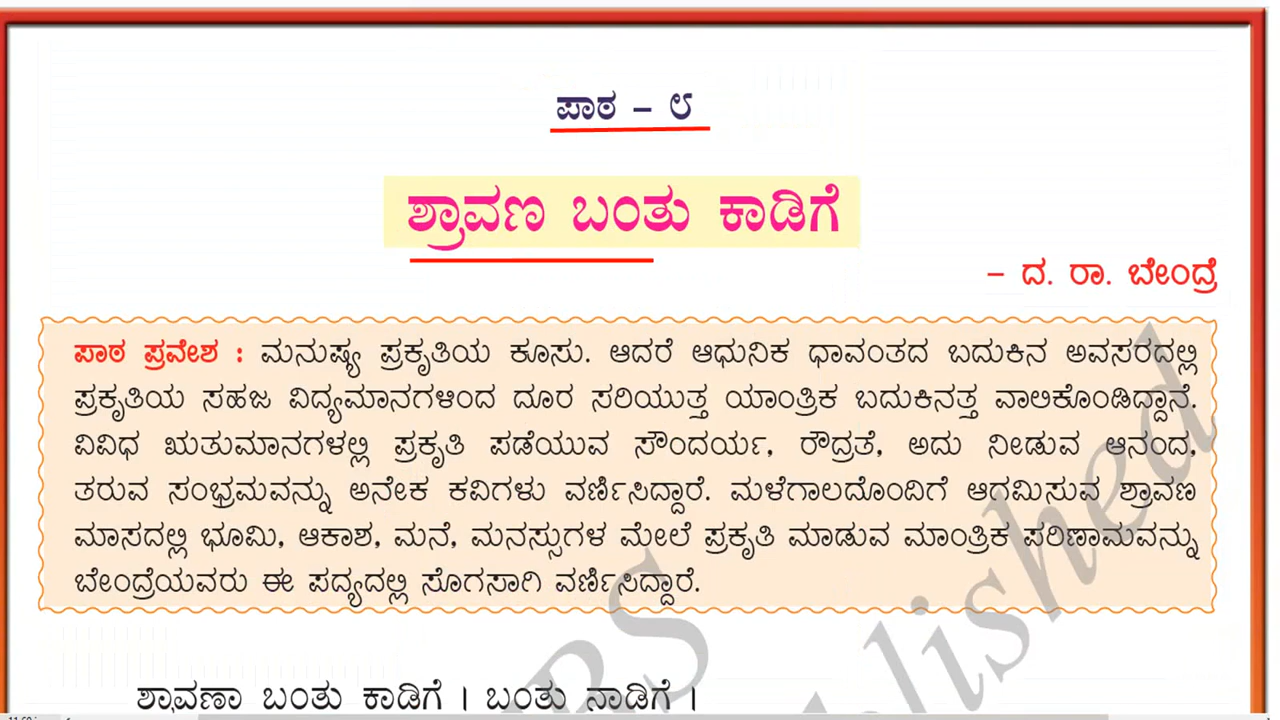 ಪಾಠ – ೮
ಶ್ರಾವಣ ಬಂತು ಕಾಡಿಗೆ
– ದ. ರಾ. ಬೇಂದ್ರೆ
ಪಾಠ ಪ್ರವೇಶ : ಮನುಷ್ಯ ಪ್ರಕೃತಿಯ ಕೂಸು. ಆದರೆ ಆಧುನಿಕ ಧಾವಂತದ ಬದುಕಿನ ಅವಸರದಲ್ಲಿ
ಪ್ರಕೃತಿಯ ಸಹಜ ವಿದ್ಯಮಾನಗಳಿಂದ ದೂರ ಸರಿಯುತ್ತ ಯಾಂತ್ರಿಕ ಬದುಕಿನತ್ತ ವಾಲಿಕೊಂಡಿದ್ದಾನೆ.
ವಿವಿಧ ಋತುಮಾನಗಳಲ್ಲಿ ಪ್ರಕೃತಿ ಪಡೆಯುವ ಸೌಂದರ್ಯ, ರೌದ್ರತೆ, ಅದು ನೀಡುವ ಆನಂದ,
ತರುವ ಸಂಭ್ರಮವನ್ನು ಅನೇಕ ಕವಿಗಳು ವರ್ಣಿಸಿದ್ದಾರೆ. ಮಳೆಗಾಲದೊಂದಿಗೆ ಆಗಮಿಸುವ ಶ್ರಾವಣ
ಮಾಸದಲ್ಲಿ ಭೂಮಿ, ಆಕಾಶ, ಮನೆ, ಮನಸ್ಸುಗಳ ಮೇಲೆ ಪ್ರಕೃತಿ ಮಾಡುವ ಮಾಂತ್ರಿಕ ಪರಿಣಾಮವನ್ನು
ಬೇಂದ್ರೆಯವರು ಈ ಪದ್ಯದಲ್ಲಿ ಸೊಗಸಾಗಿ ವರ್ಣಿಸಿದ್ದಾರೆ.
ಶ್ರಾವಣಾ ಬಂತು ಕಾಡಿಗೆ । ಬಂತು ನಾಡಿಗೆ ।